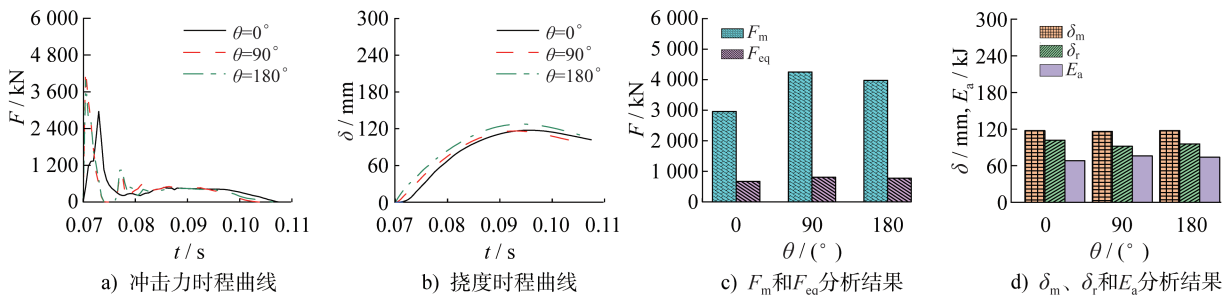 6 000
4 800
3 600
2 400
1 200
0
F / kN
θ=0°
θ=90°
θ=180°
0.07 0.08 0.09 0.10 0.11
t / s
a) 冲击力时程曲线
300
240
180
120
60
0
δ / mm
θ=0°
θ=90°
θ=180°
0.07 0.08 0.09 0.10 0.11
t / s
b) 挠度时程曲线
6 000
5 000
4 000
3 000
2 000
1 000
0
F / kN
Fm
Feq
0 90 180
θ / (°)
c) Fm和Feq分析结果
300
240
180
120
60
0
δ / mm, Ea / kJ
δm
δr
Ea
0 90 180
θ / (°)
d) δm、δr和Ea分析结果